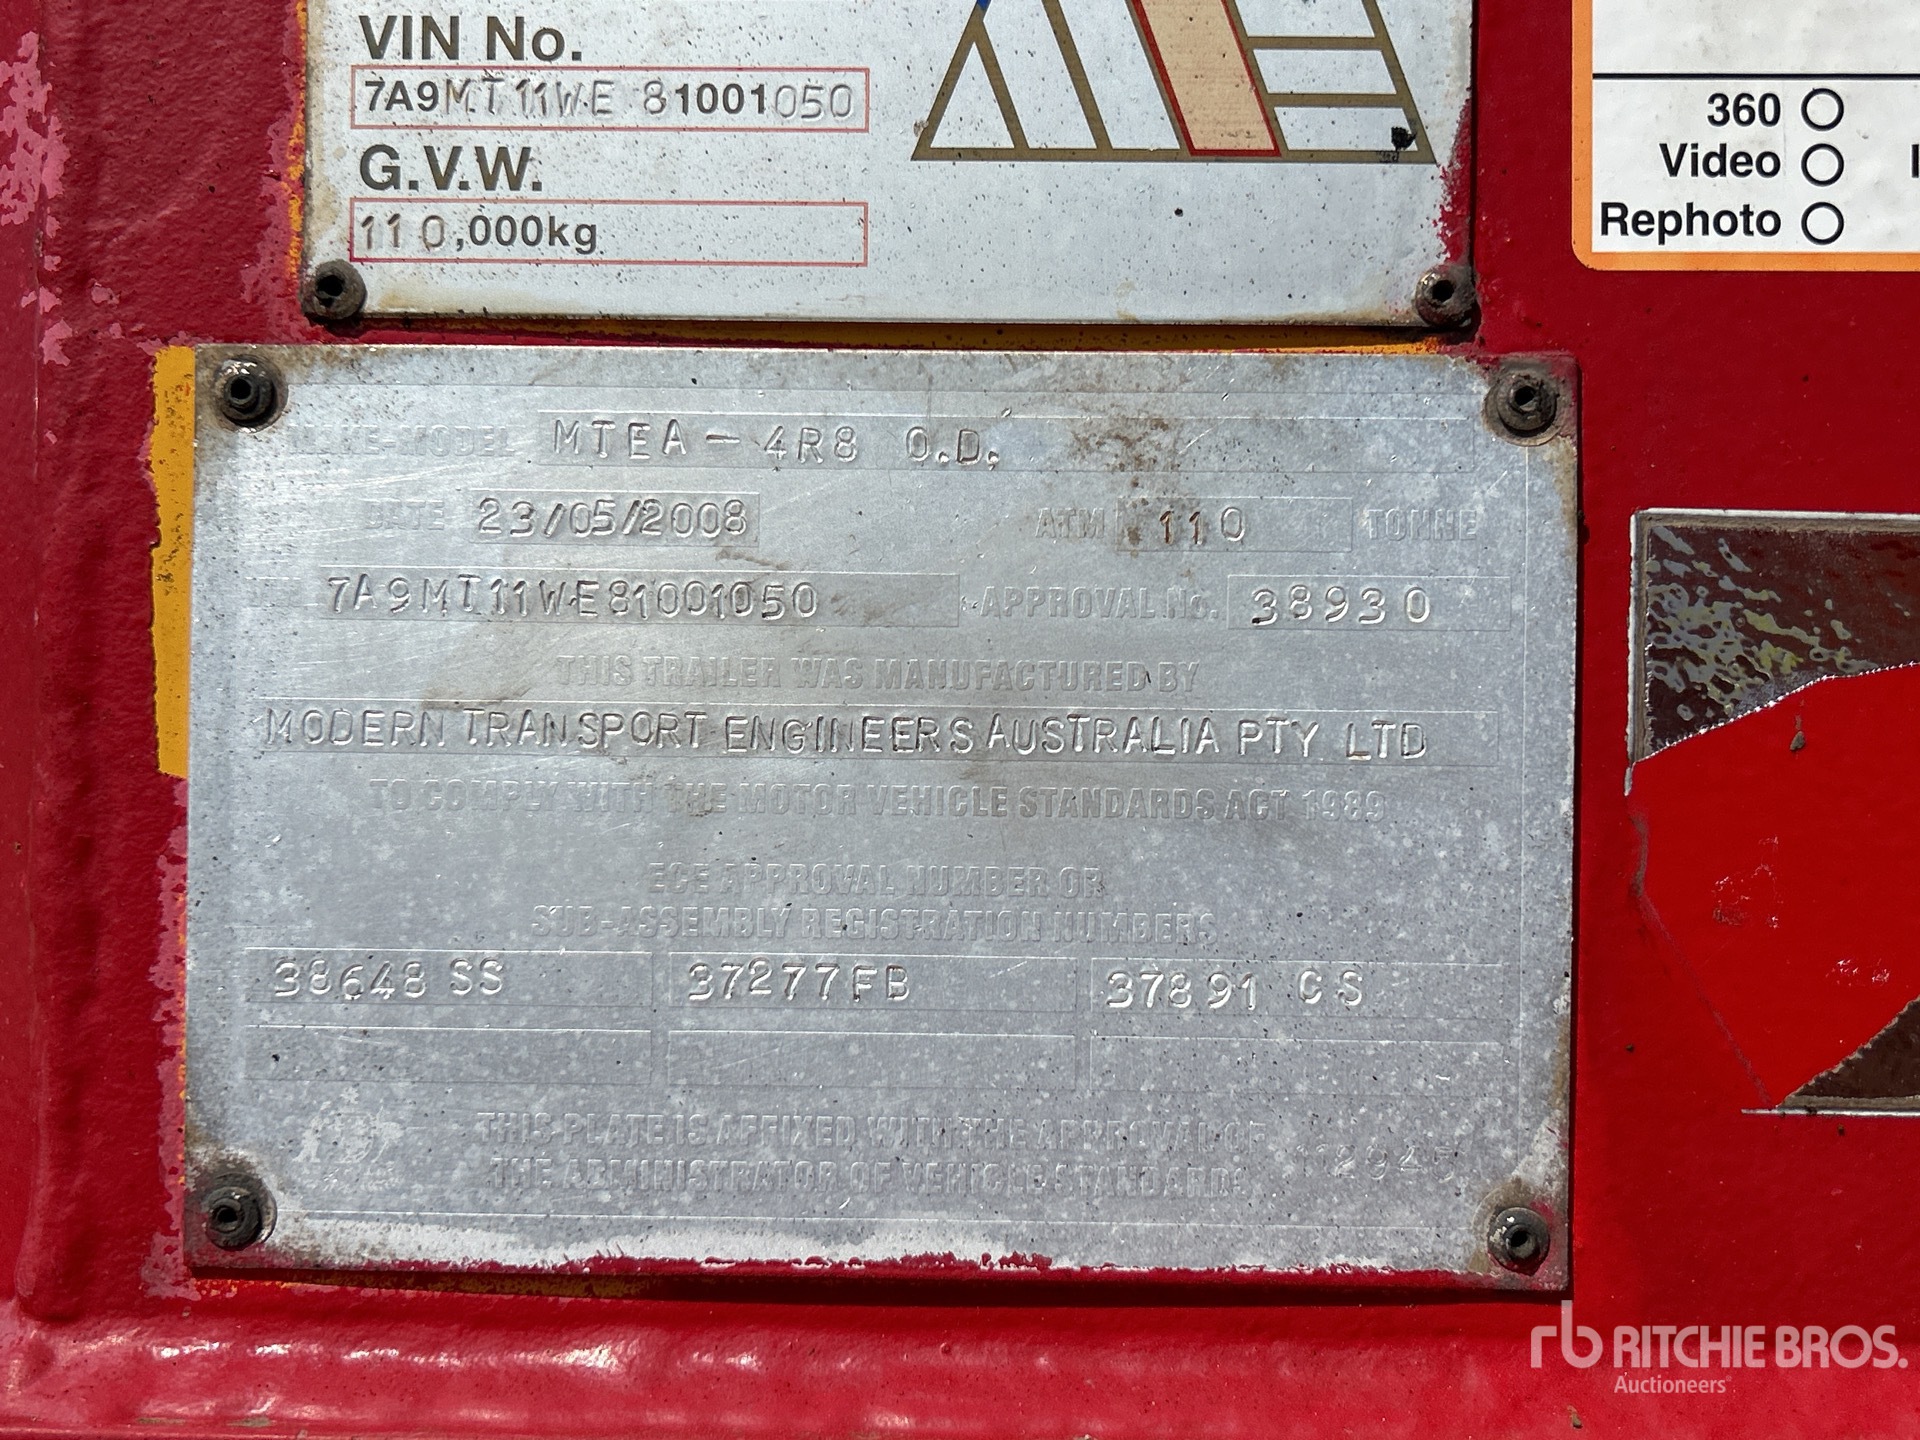 VIN No.
7A9MT11WE 81001050
G.V.W.
110,000kg
360
Video
Rephoto
MAKE-MODEL MTEA - 4R8 O.D.
DATE 23/05/2008 ATM 110 TONNE
7A9MT11WE81001050 APPROVAL No. 38930
THIS TRAILER WAS MANUFACTURED BY
MODERN TRANSPORT ENGINEERS AUSTRALIA PTY LTD
TO COMPLY WITH THE MOTOR VEHICLE STANDARDS ACT 1989
ECE APPROVAL NUMBER OR
SUB-ASSEMBLY REGISTRATION NUMBERS
38648 SS 37277FB 37891 CS
THIS PLATE IS AFFIXED WITH THE APPROVAL OF
THE ADMINISTRATOR OF VEHICLE STANDARDS
rb RITCHIE BROS.
Auctioneers